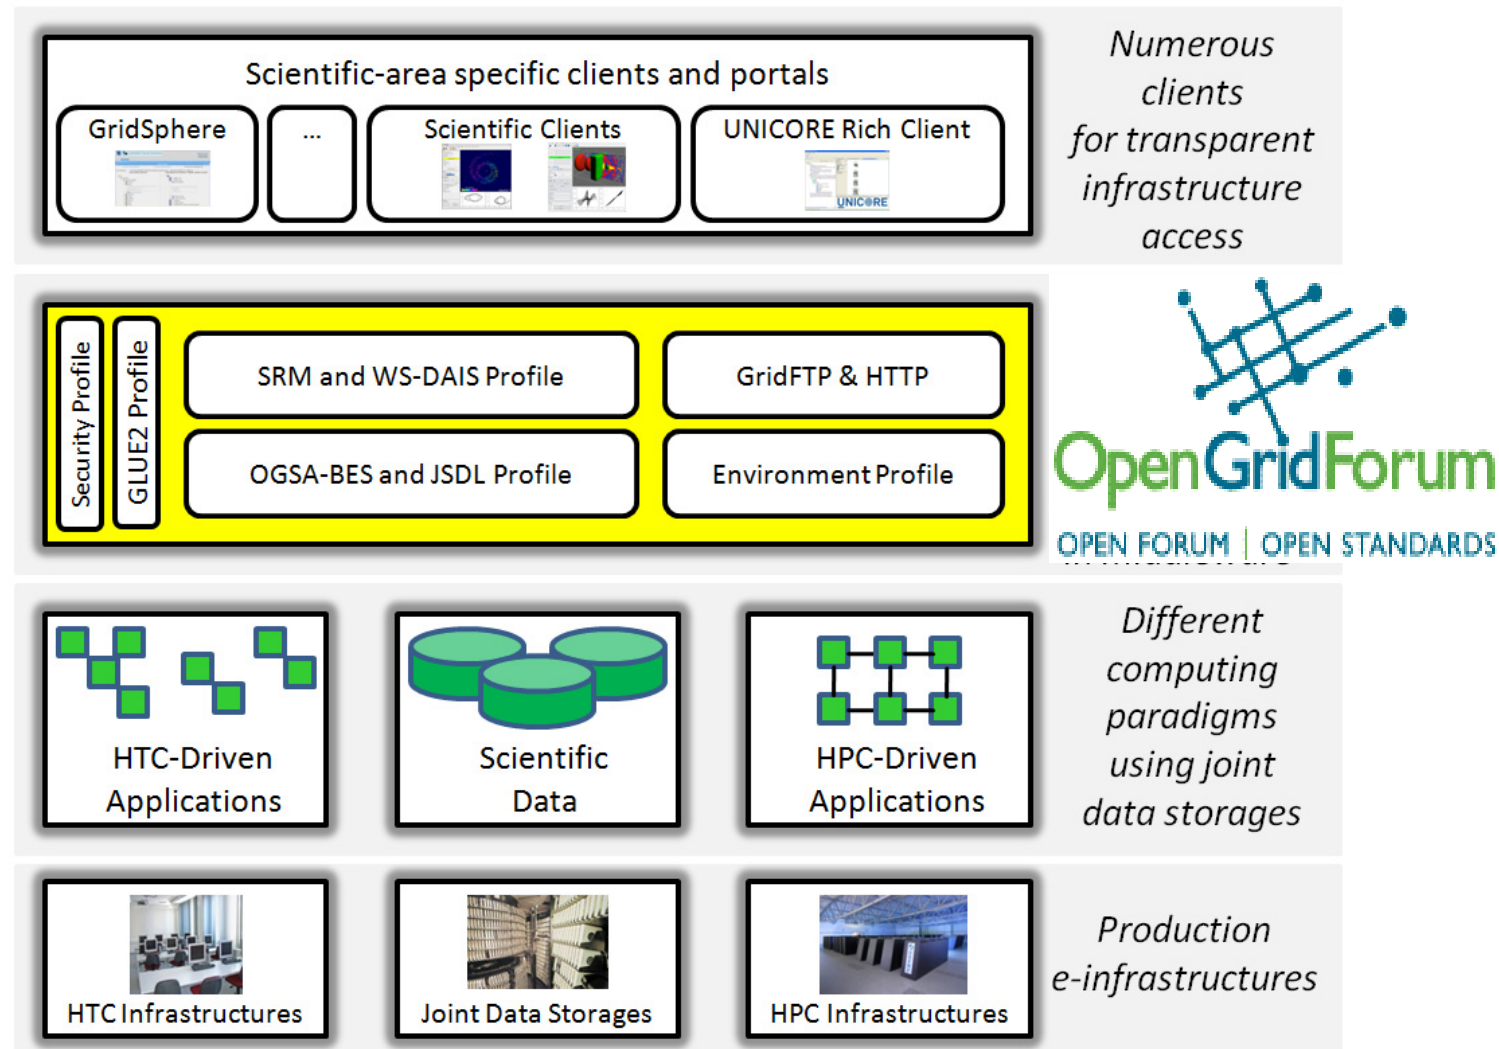 Scientific-area specific clients and portals
GridSphere
...
Scientific Clients
UNICORE Rich Client
UNICORE
Numerous
clients
for transparent
infrastructure
access
Security Profile
GLUE2 Profile
SRM and WS-DAIS Profile
GridFTP & HTTP
OGSA-BES and JSDL Profile
Environment Profile
OpenGridForum
OPEN FORUM | OPEN STANDARDS
HTC-Driven
Applications
Scientific
Data
HPC-Driven
Applications
Different
computing
paradigms
using joint
data storages
HTC Infrastructures
Joint Data Storages
HPC Infrastructures
Production
e-infrastructures